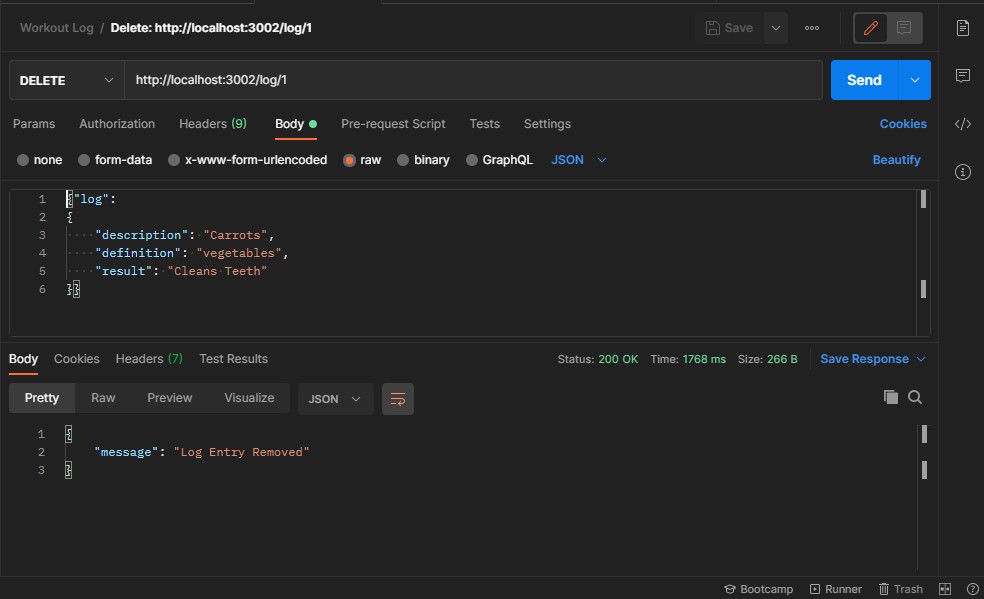 Workout Log / Delete: http://localhost:3002/log/1
Save
DELETE http://localhost:3002/log/1 Send
Params Authorization Headers (9) Body Pre-request Script Tests Settings Cookies
none form-data x-www-form-urlencoded raw binary GraphQL JSON Beautify
1 {"log":
2 {
3 "description": "Carrots",
4 "definition": "vegetables",
5 "result": "Cleans Teeth"
6 }}
Body Cookies Headers (7) Test Results Status: 200 OK Time: 1768 ms Size: 266 B Save Response
Pretty Raw Preview Visualize JSON
1 {
2 "message": "Log Entry Removed"
3 }
Bootcamp Runner Trash